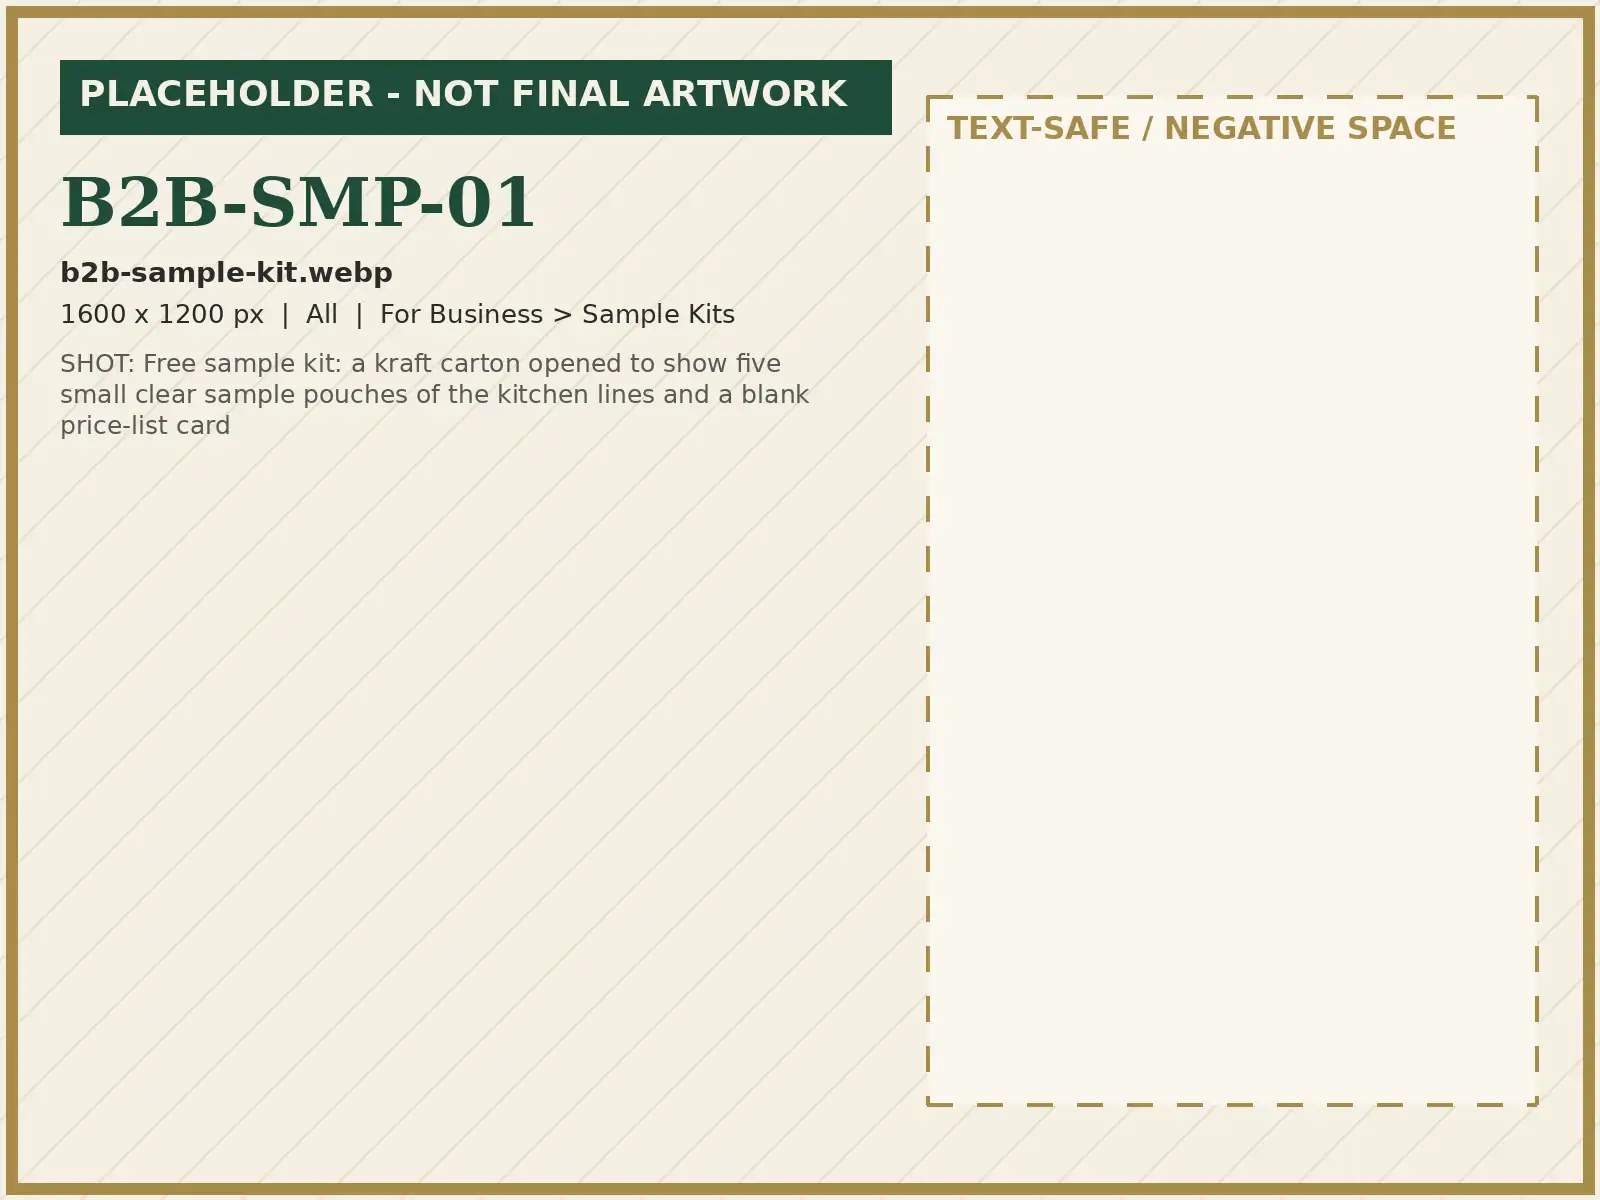 PLACEHOLDER - NOT FINAL ARTWORK
B2B-SMP-01
b2b-sample-kit.webp
1600 x 1200 px | All | For Business > Sample Kits
SHOT: Free sample kit: a kraft carton opened to show five
small clear sample pouches of the kitchen lines and a blank
price-list card
TEXT-SAFE / NEGATIVE SPACE